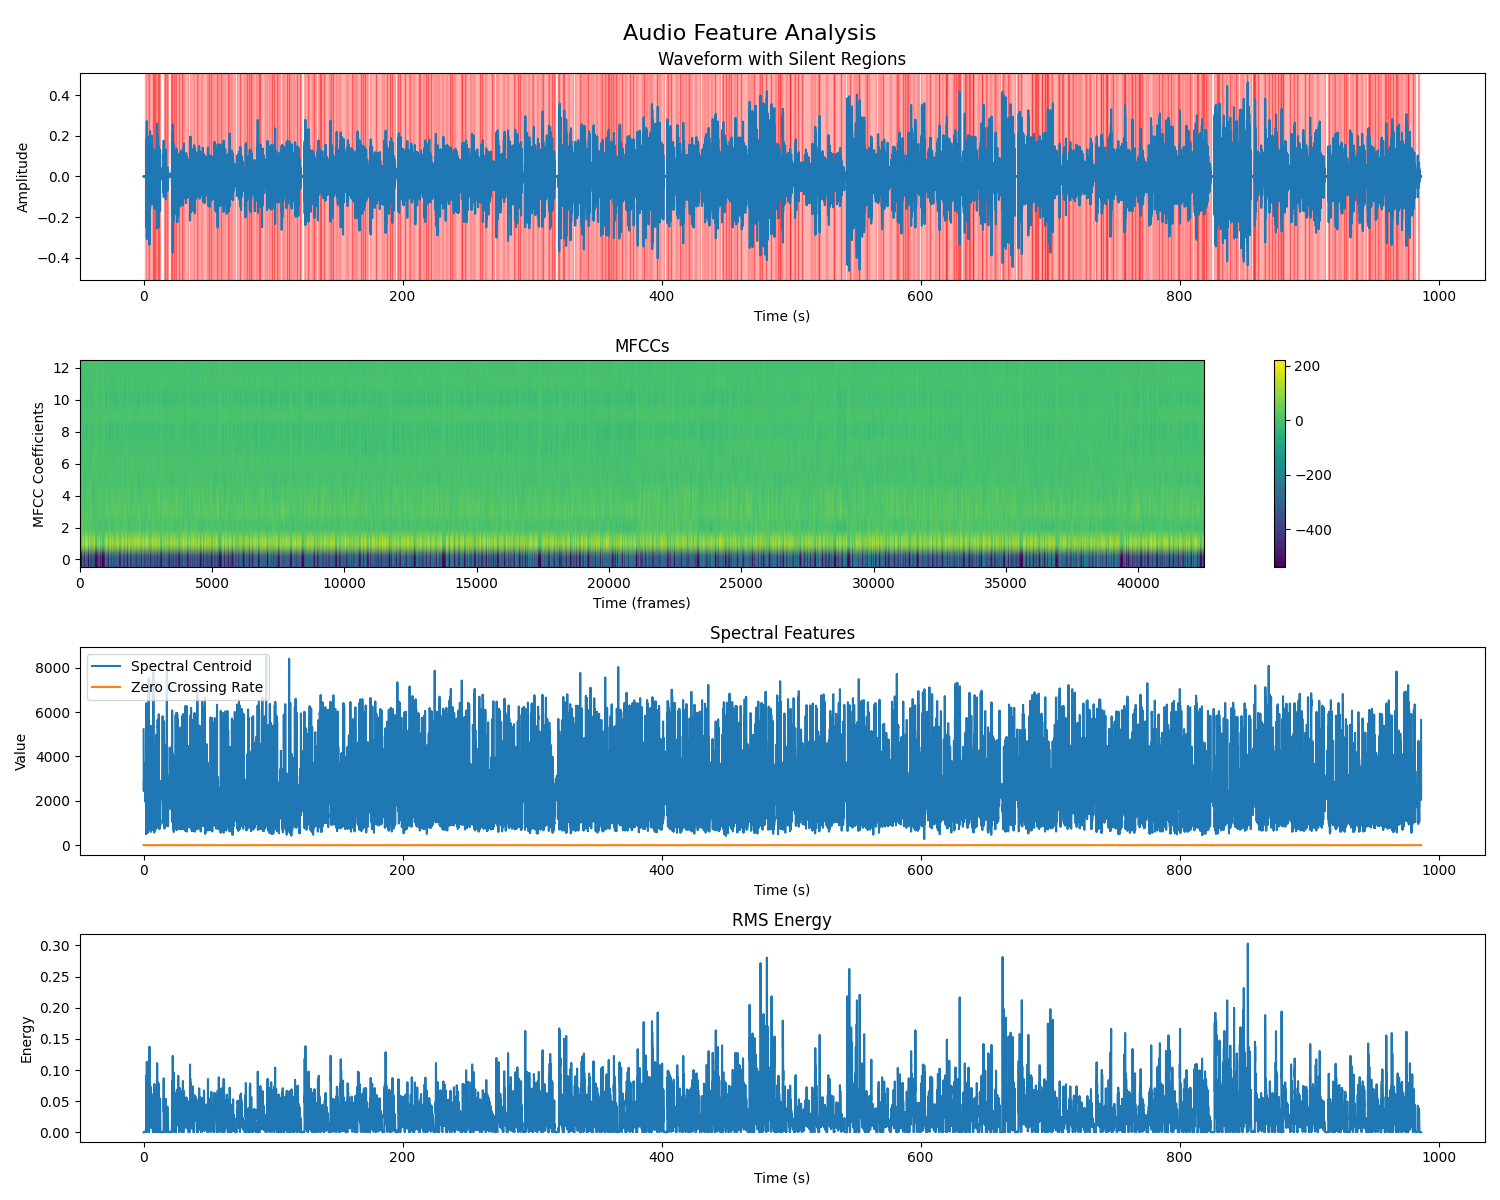 Audio Feature Analysis
Waveform with Silent Regions
Amplitude
0.4
0.2
0.0
−0.2
−0.4
0 200 400 600 800 1000
Time (s)
MFCCs
MFCC Coefficients
12
10
8
6
4
2
0
0 5000 10000 15000 20000 25000 30000 35000 40000
Time (frames)
200
0
−200
−400
Spectral Features
Spectral Centroid
Zero Crossing Rate
Value
8000
6000
4000
2000
0
0 200 400 600 800 1000
Time (s)
RMS Energy
Energy
0.30
0.25
0.20
0.15
0.10
0.05
0.00
0 200 400 600 800 1000
Time (s)